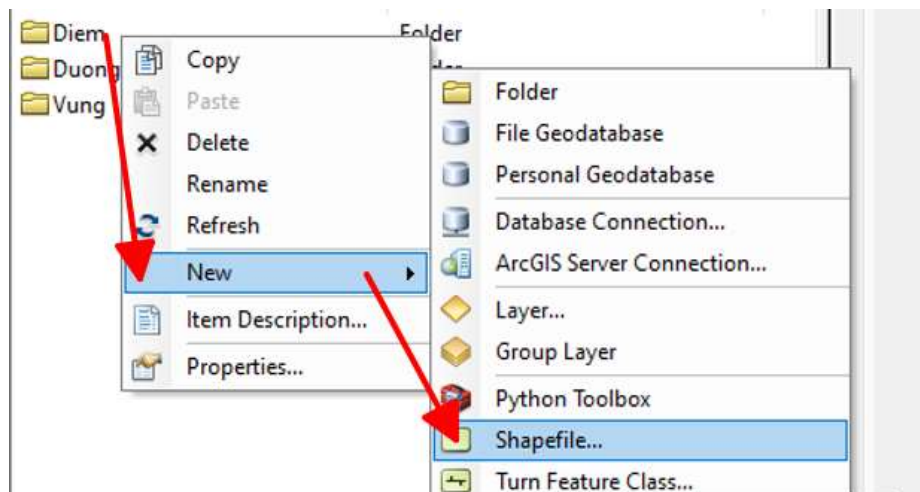 Diem
Folder
Duong
Vung
Copy
Paste
Delete
Rename
Refresh
New
Item Description...
Properties...
Folder
File Geodatabase
Personal Geodatabase
Database Connection...
ArcGIS Server Connection...
Layer...
Group Layer
Python Toolbox
Shapefile...
Turn Feature Class...